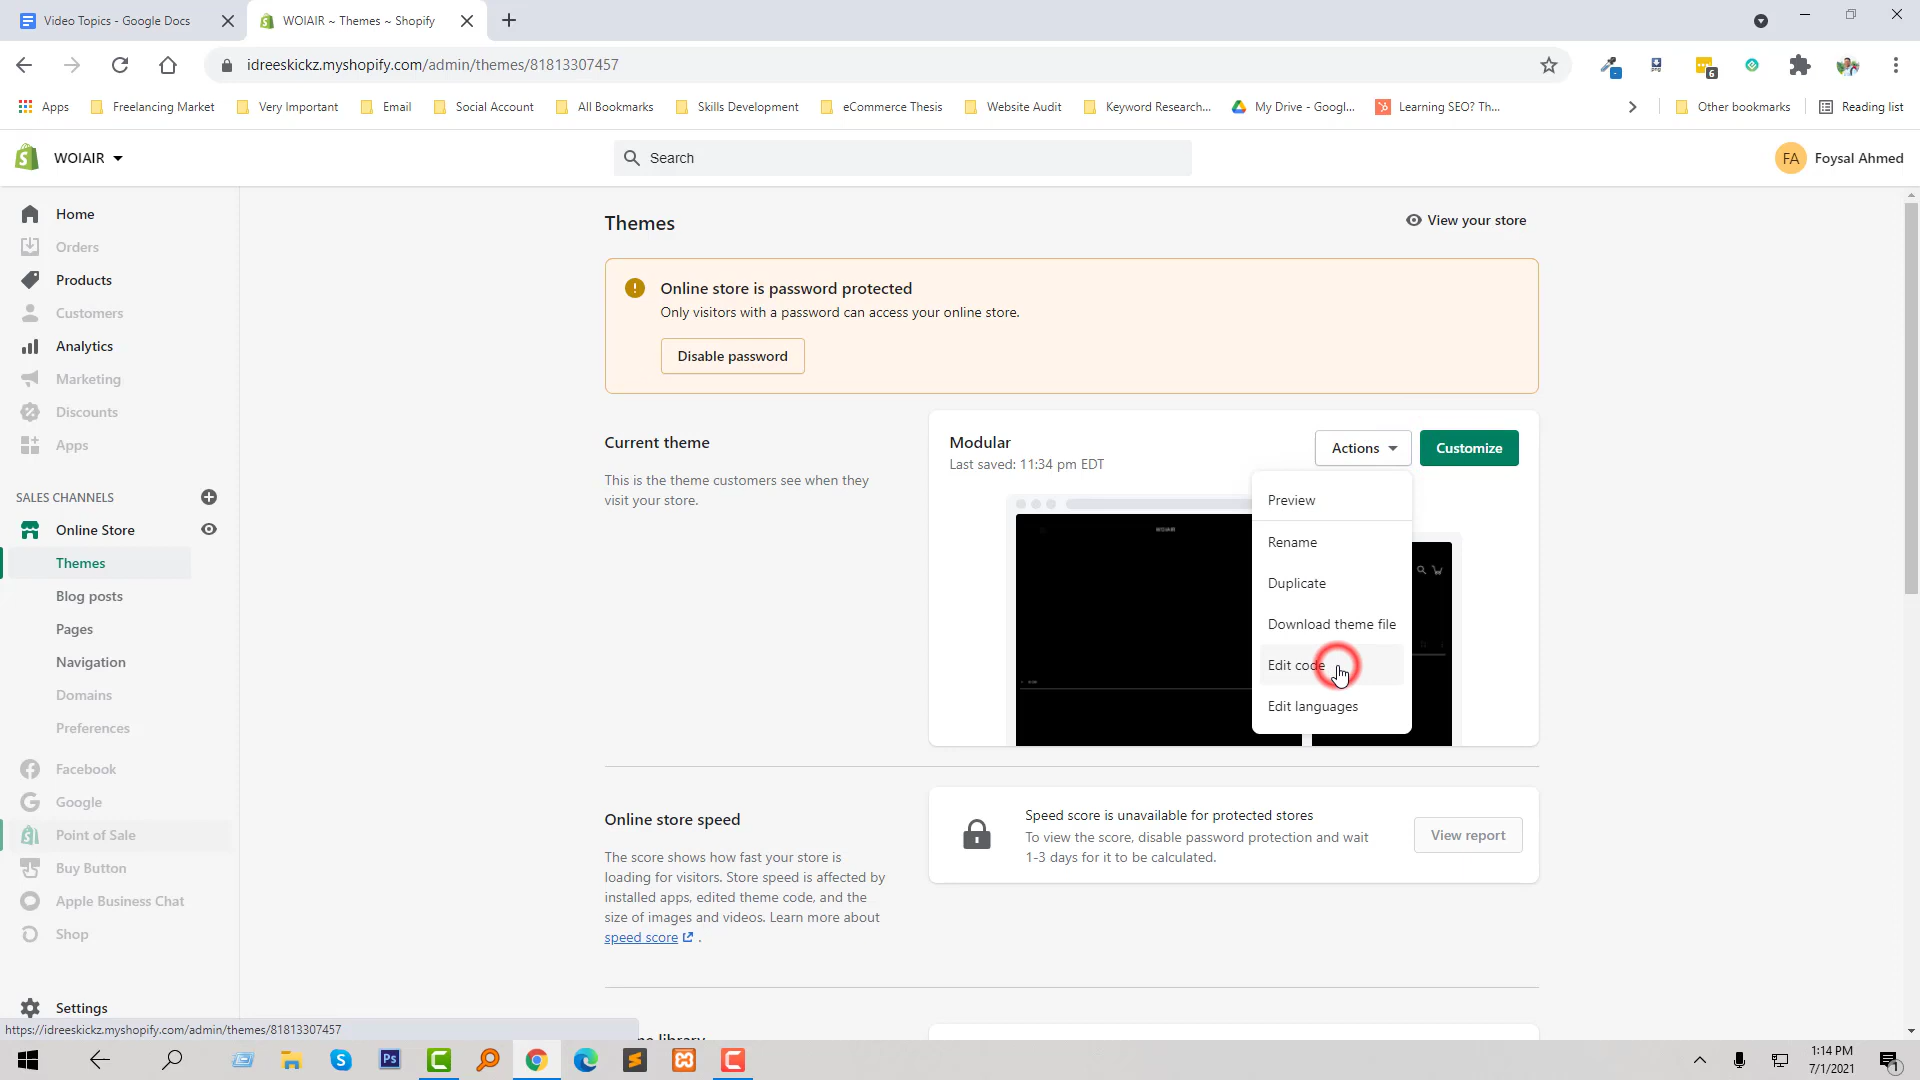 Video Topics - Google Docs
WOIAIR ~ Themes ~ Shopify
idreeskickz.myshopify.com/admin/themes/81813307457
Apps
Freelancing Market
Very Important
Email
Social Account
All Bookmarks
Skills Development
eCommerce Thesis
Website Audit
Keyword Research...
My Drive - Googl...
Learning SEO? Th...
Other bookmarks
Reading list
WOIAIR
Search
FA
Foysal Ahmed
Home
Orders
Products
Customers
Analytics
Marketing
Discounts
Apps
SALES CHANNELS
Online Store
Themes
Blog posts
Pages
Navigation
Domains
Preferences
Facebook
Google
Point of Sale
Buy Button
Apple Business Chat
Shop
Settings
https://idreeskickz.myshopify.com/admin/themes/81813307457
Themes
View your store
Online store is password protected
Only visitors with a password can access your online store.
Disable password
Current theme
This is the theme customers see when they
visit your store.
Modular
Last saved: 11:34 pm EDT
Actions
Customize
WOIAIR
Preview
Rename
Duplicate
Download theme file
Edit code
Edit languages
Online store speed
The score shows how fast your store is
loading for visitors. Store speed is affected by
installed apps, edited theme code, and the
size of images and videos. Learn more about
speed score .
Speed score is unavailable for protected stores
To view the score, disable password protection and wait
1-3 days for it to be calculated.
View report
library
Ps
6
1:14 PM
7/1/2021
1